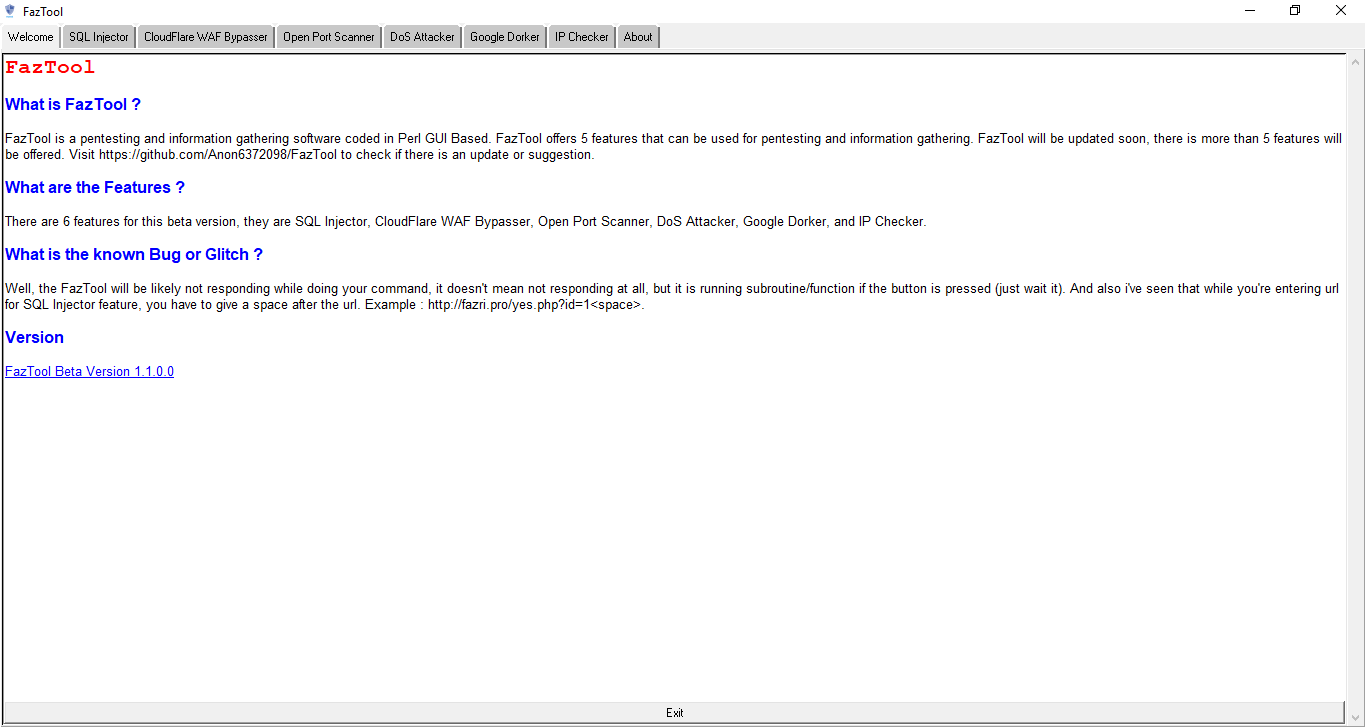 FazTool
Welcome SQL Injector CloudFlare WAF Bypasser Open Port Scanner DoS Attacker Google Dorker IP Checker About
FazTool
What is FazTool ?
FazTool is a pentesting and information gathering software coded in Perl GUI Based. FazTool offers 5 features that can be used for pentesting and information gathering. FazTool will be updated soon, there is more than 5 features will
be offered. Visit https://github.com/Anon6372098/FazTool to check if there is an update or suggestion.
What are the Features ?
There are 6 features for this beta version, they are SQL Injector, CloudFlare WAF Bypasser, Open Port Scanner, DoS Attacker, Google Dorker, and IP Checker.
What is the known Bug or Glitch ?
Well, the FazTool will be likely not responding while doing your command, it doesn't mean not responding at all, but it is running subroutine/function if the button is pressed (just wait it). And also i've seen that while you're entering url
for SQL Injector feature, you have to give a space after the url. Example : http://fazri.pro/yes.php?id=1<space>.
Version
FazTool Beta Version 1.1.0.0
Exit